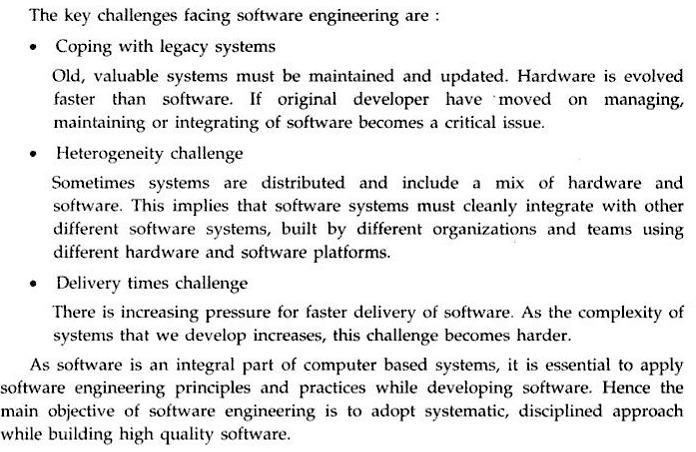 The key challenges facing software engineering are :
• Coping with legacy systems
Old, valuable systems must be maintained and updated. Hardware is evolved
faster than software. If original developer have moved on managing,
maintaining or integrating of software becomes a critical issue.
• Heterogeneity challenge
Sometimes systems are distributed and include a mix of hardware and
software. This implies that software systems must cleanly integrate with other
different software systems, built by different organizations and teams using
different hardware and software platforms.
• Delivery times challenge
There is increasing pressure for faster delivery of software. As the complexity of
systems that we develop increases, this challenge becomes harder.
As software is an integral part of computer based systems, it is essential to apply
software engineering principles and practices while developing software. Hence the
main objective of software engineering is to adopt systematic, disciplined approach
while building high quality software.